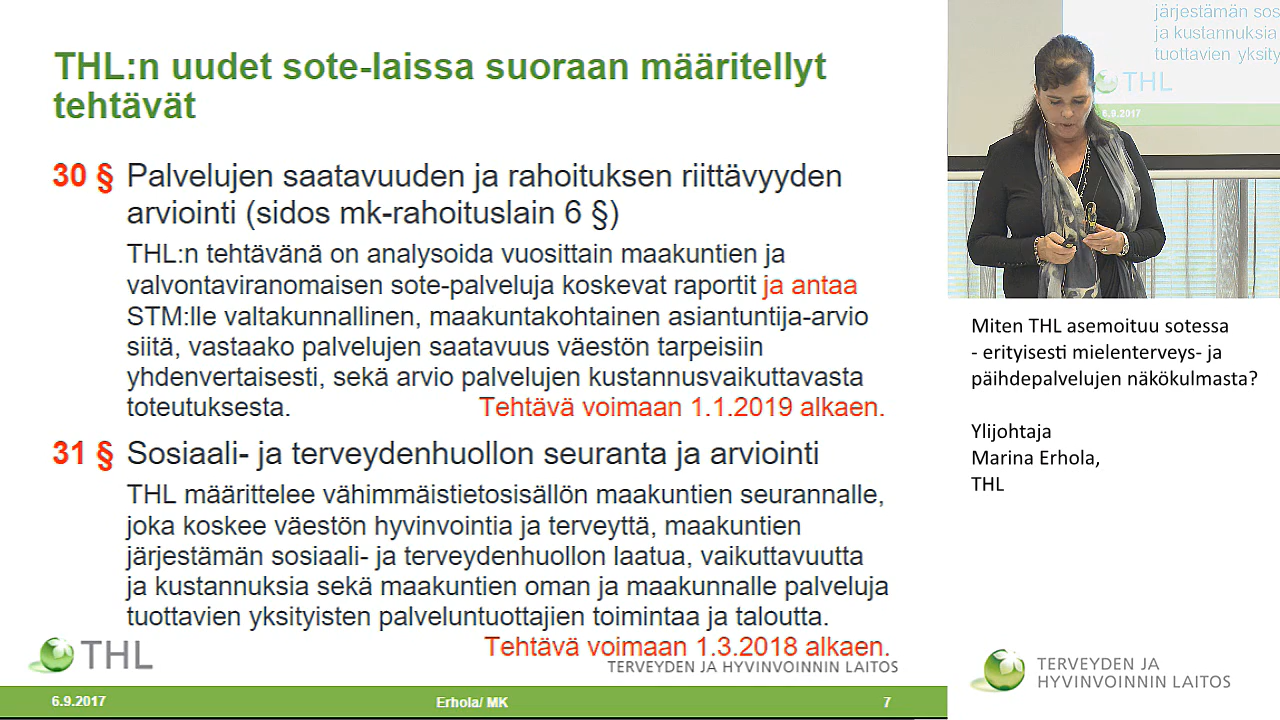 THL:n uudet sote-laissa suoraan määritellyt
tehtävät
30 § Palvelujen saatavuuden ja rahoituksen riittävyyden
arviointi (sidos mk-rahoituslain 6 §)
THL:n tehtävänä on analysoida vuosittain maakuntien ja
valvontaviranomaisen sote-palveluja koskevat raportit ja antaa
STM:lle valtakunnallinen, maakuntakohtainen asiantuntija-arvio
siitä, vastaako palvelujen saatavuus väestön tarpeisiin
yhdenvertaisesti, sekä arvio palvelujen kustannusvaikuttavasta
toteutuksesta. Tehtävä voimaan 1.1.2019 alkaen.
31 § Sosiaali- ja terveydenhuollon seuranta ja arviointi
THL määrittelee vähimmäistietosisällön maakuntien seurannalle,
joka koskee väestön hyvinvointia ja terveyttä, maakuntien
järjestämän sosiaali- ja terveydenhuollon laatua, vaikuttavuutta
ja kustannuksia sekä maakuntien oman ja maakunnalle palveluja
tuottavien yksityisten palveluntuottajien toimintaa ja taloutta.
Tehtävä voimaan 1.3.2018 alkaen.
THL
TERVEYDEN JA HYVINVOINNIN LAITOS
6.9.2017 Erhola/ MK 7
järjestämän sos
ja kustannuksia
tuottavien yksity
THL
6.9.2017
Miten THL asemoituu sotessa
- erityisesti mielenterveys- ja
päihdepalvelujen näkökulmasta?
Ylijohtaja
Marina Erhola,
THL
TERVEYDEN JA
HYVINVOINNIN LAITOS